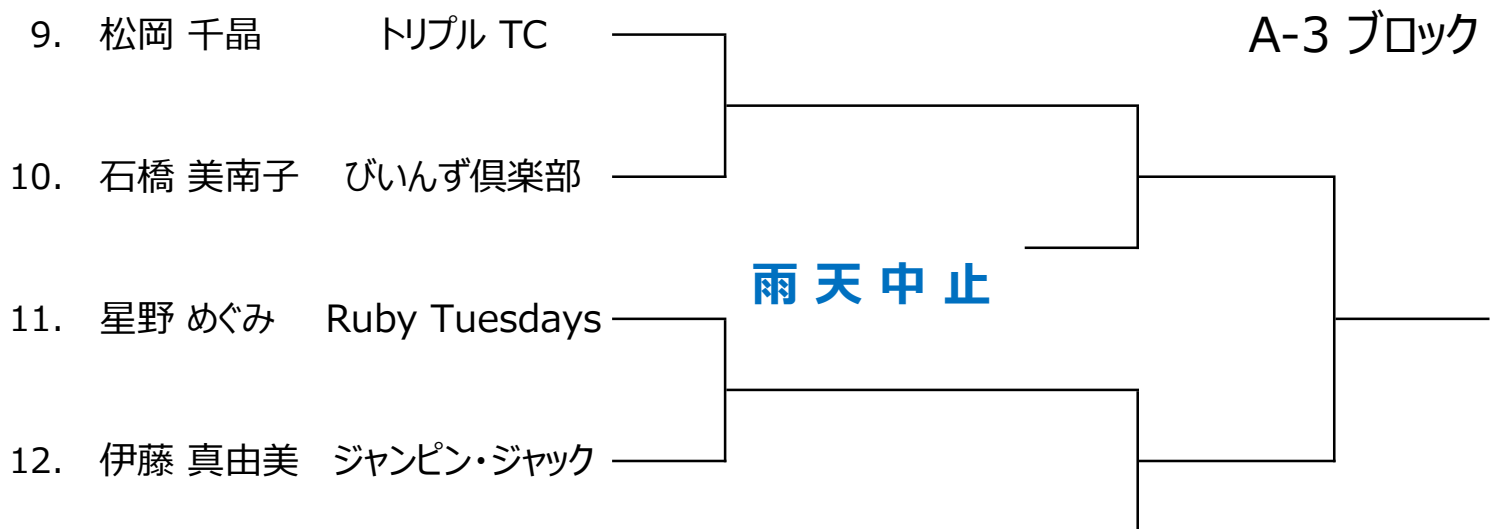 A-3 ブロック
9. 松岡 千晶 トリプル TC
10. 石橋 美南子 びいんず倶楽部
雨 天 中 止
11. 星野 めぐみ Ruby Tuesdays
12. 伊藤 真由美 ジャンピン・ジャック